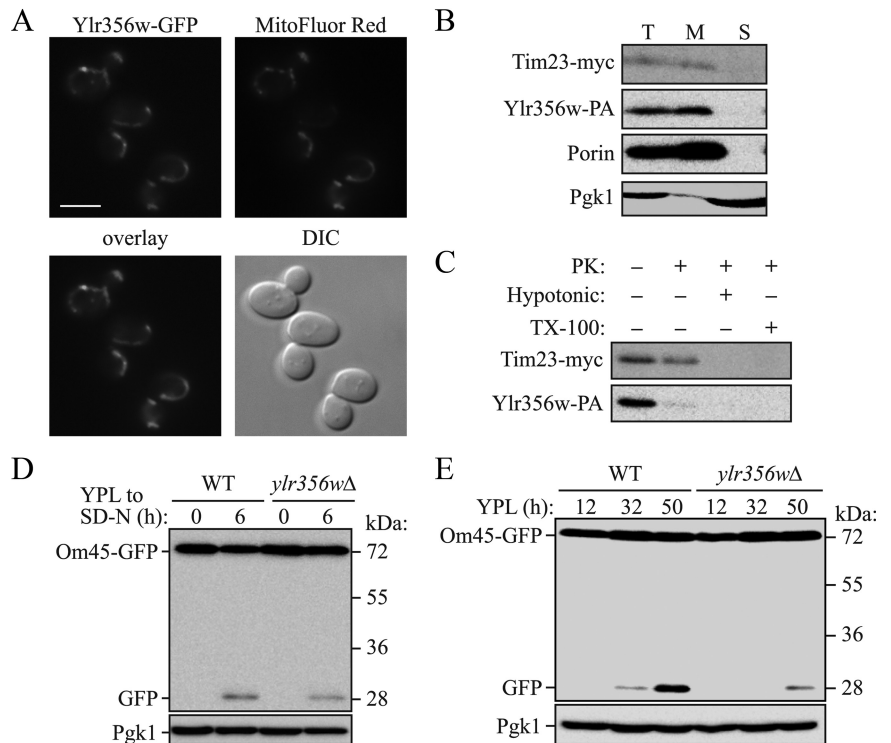 A
Ylr356w-GFP MitoFluor Red
overlay DIC
B
T M S
Tim23-myc
Ylr356w-PA
Porin
Pgk1
C
PK: – + + +
Hypotonic: – – + –
TX-100: – – – +
Tim23-myc
Ylr356w-PA
D
WT ylr356wΔ
YPL to
SD-N (h): 0 6 0 6 kDa:
Om45-GFP 72
55
36
GFP 28
Pgk1
E
WT ylr356wΔ
YPL (h): 12 32 50 12 32 50 kDa:
Om45-GFP 72
55
36
GFP 28
Pgk1